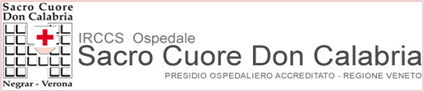 Sacro Cuore
Don Calabria
Negrar - Verona
IRCCS Ospedale
Sacro Cuore Don Calabria
PRESIDIO OSPEDALIERO ACCREDITATO - REGIONE VENETO